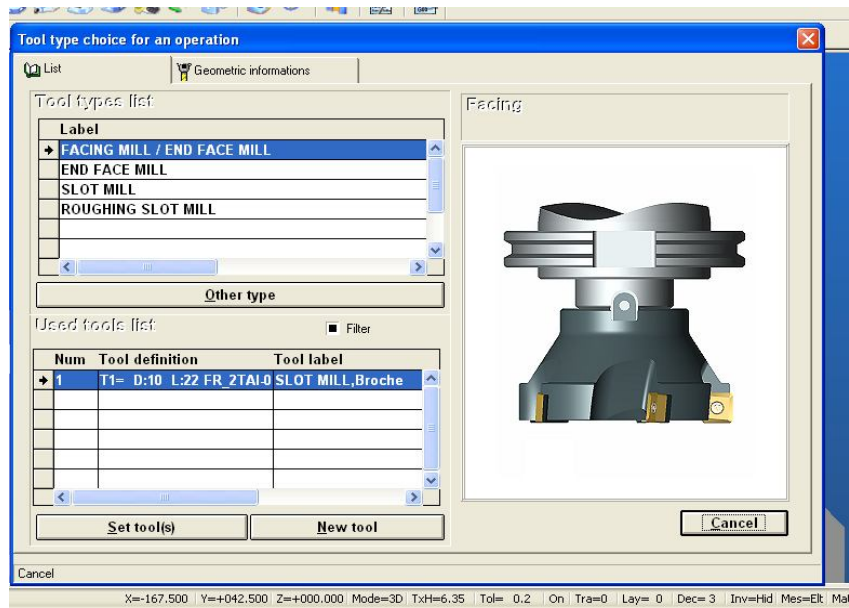 Tool type choice for an operation
List
Geometric informations
Tool types list
Facing
Label
FACING MILL / END FACE MILL
END FACE MILL
SLOT MILL
ROUGHING SLOT MILL
Other type
Used tools list
Filter
Num Tool definition Tool label
1 T1= D:10 L:22 FR_2TAI-0 SLOT MILL,Broche
Set tool(s)
New tool
Cancel
Cancel
X=-167.500 Y=+042.500 Z=+000.000 Mode=3D TxH=6.35 Tol= 0.2 On Tra=0 Lay= 0 Dec= 3 Inv=Hid Mes=Elt Mat